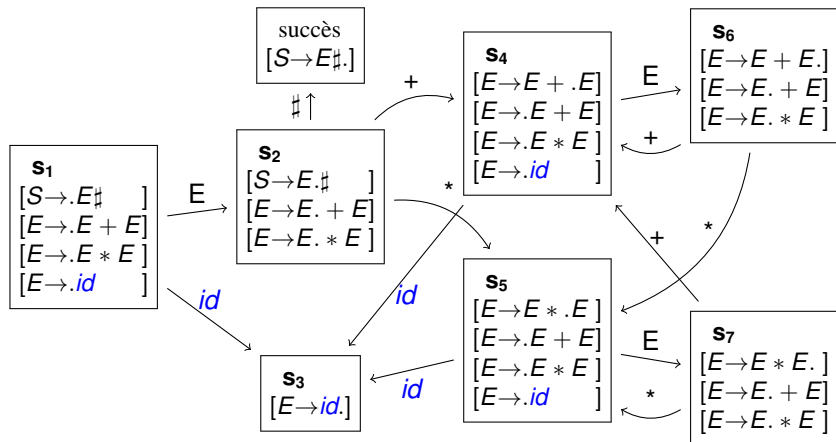 succès
[S→E♯.]
♯
s1
[S→.E♯ ]
[E→.E + E]
[E→.E ∗ E ]
[E→.id ]
E
id
s2
[S→E.♯ ]
[E→E. + E]
[E→E. ∗ E ]
+
*
s3
[E→id.]
s4
[E→E + .E]
[E→.E + E]
[E→.E ∗ E ]
[E→.id ]
E
+
id
s5
[E→E ∗ .E ]
[E→.E + E]
[E→.E ∗ E ]
[E→.id ]
E
*
id
s6
[E→E + E.]
[E→E. + E]
[E→E. ∗ E ]
*
+
s7
[E→E ∗ E. ]
[E→E. + E]
[E→E. ∗ E ]